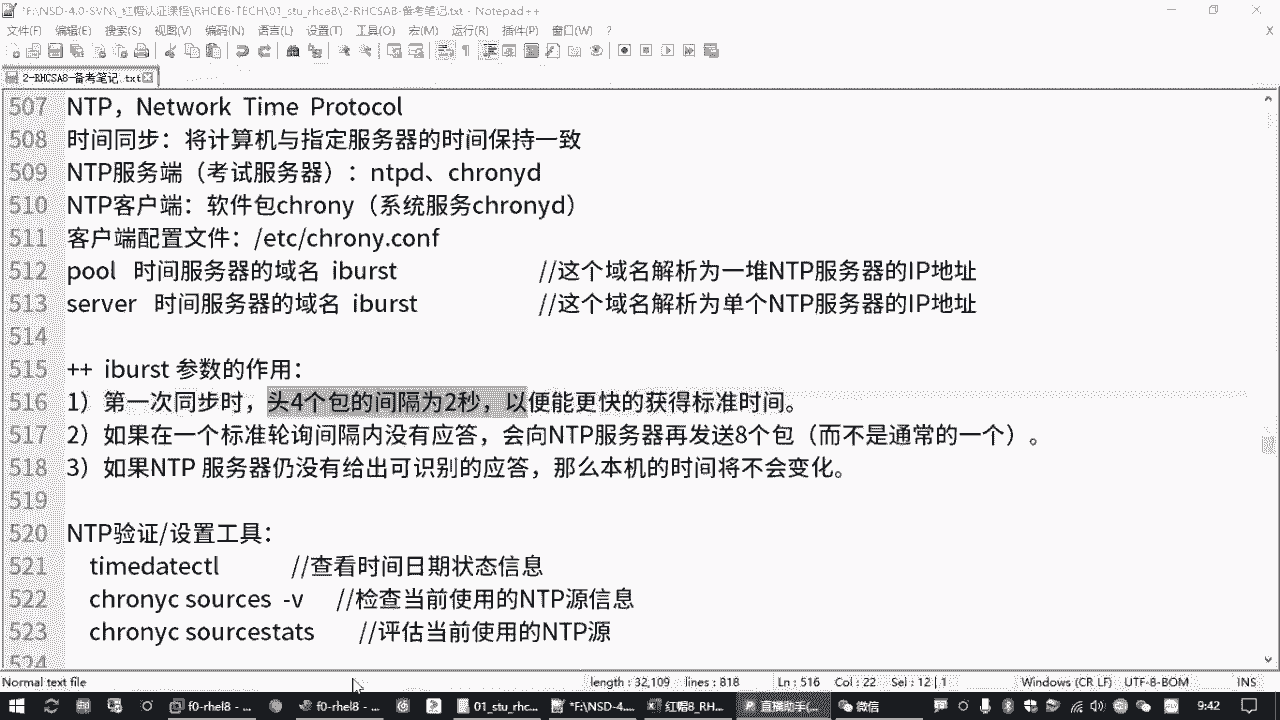 *F:\NSD-4.0-SVN\_红帽认证课程\RHCE8-TECH\01_stu_rhce8\2-RHCSA8-备考笔记.txt - Notepad++
文件(F) 编辑(E) 搜索(S) 视图(V) 编码(N) 语言(L) 设置(T) 工具(O) 宏(M) 运行(R) 插件(P) 窗口(W) ? X
2-RHCSA8-备考笔记.txt
507 NTP，Network Time Protocol
508 时间同步：将计算机与指定服务器的时间保持一致
509 NTP服务端（考试服务器）：ntpd、chronyd
510 NTP客户端：软件包chrony（系统服务chronyd）
511 客户端配置文件：/etc/chrony.conf
512 pool 时间服务器的域名 iburst //这个域名解析为一堆NTP服务器的IP地址
513 server 时间服务器的域名 iburst //这个域名解析为单个NTP服务器的IP地址
514
515 ++ iburst 参数的作用：
516 1）第一次同步时，头4个包的间隔为2秒，以便能更快的获得标准时间。
517 2）如果在一个标准轮询间隔内没有应答，会向NTP服务器再发送8个包（而不是通常的一个）。
518 3）如果NTP 服务器仍没有给出可识别的应答，那么本机的时间将不会变化。
519
520 NTP验证/设置工具：
521 timedatectl //查看时间日期状态信息
522 chronyc sources -v //检查当前使用的NTP源信息
523 chronyc sourcestats //评估当前使用的NTP源
524
Normal text file length : 32,109 lines : 818 Ln : 516 Col : 22 Sel : 12 | 1 Windows (CR LF) UTF-8-BOM INS
f0-rhel8 - ... f0-rhel8 - ... 01_stu_rhc... *F:\NSD-4.... 红帽8_RH... 直播助手(... 微信 9:42